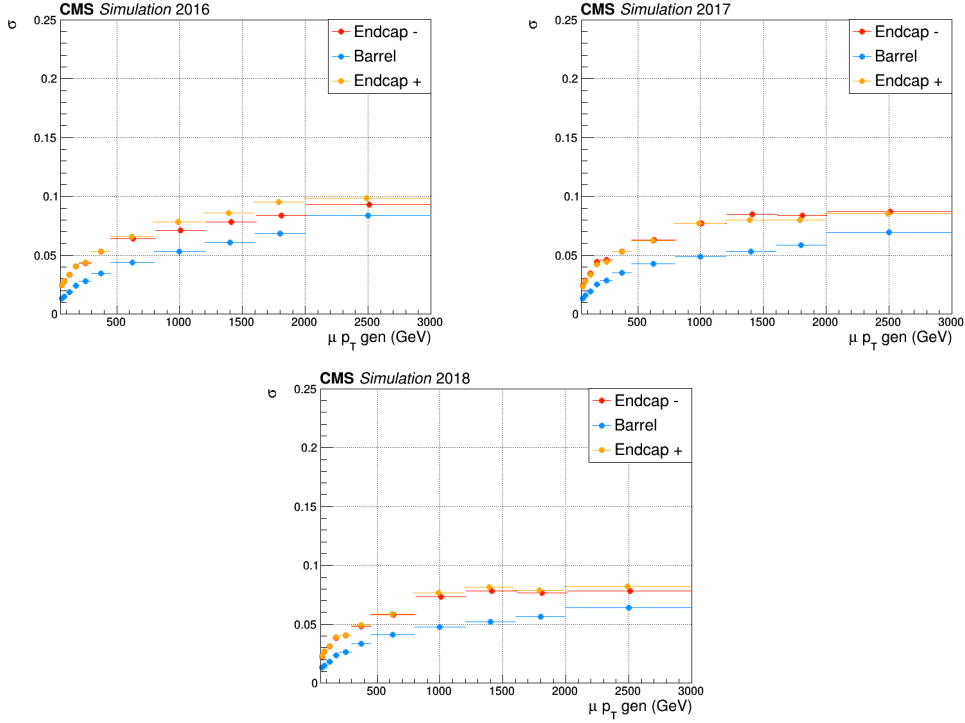 CMS Simulation 2016
σ
0.25
0.2
0.15
0.1
0.05
0
Endcap -
Barrel
Endcap +
500 1000 1500 2000 2500 3000
μ p_T gen (GeV)
CMS Simulation 2017
σ
0.25
0.2
0.15
0.1
0.05
0
Endcap -
Barrel
Endcap +
500 1000 1500 2000 2500 3000
μ p_T gen (GeV)
CMS Simulation 2018
σ
0.25
0.2
0.15
0.1
0.05
0
Endcap -
Barrel
Endcap +
500 1000 1500 2000 2500 3000
μ p_T gen (GeV)